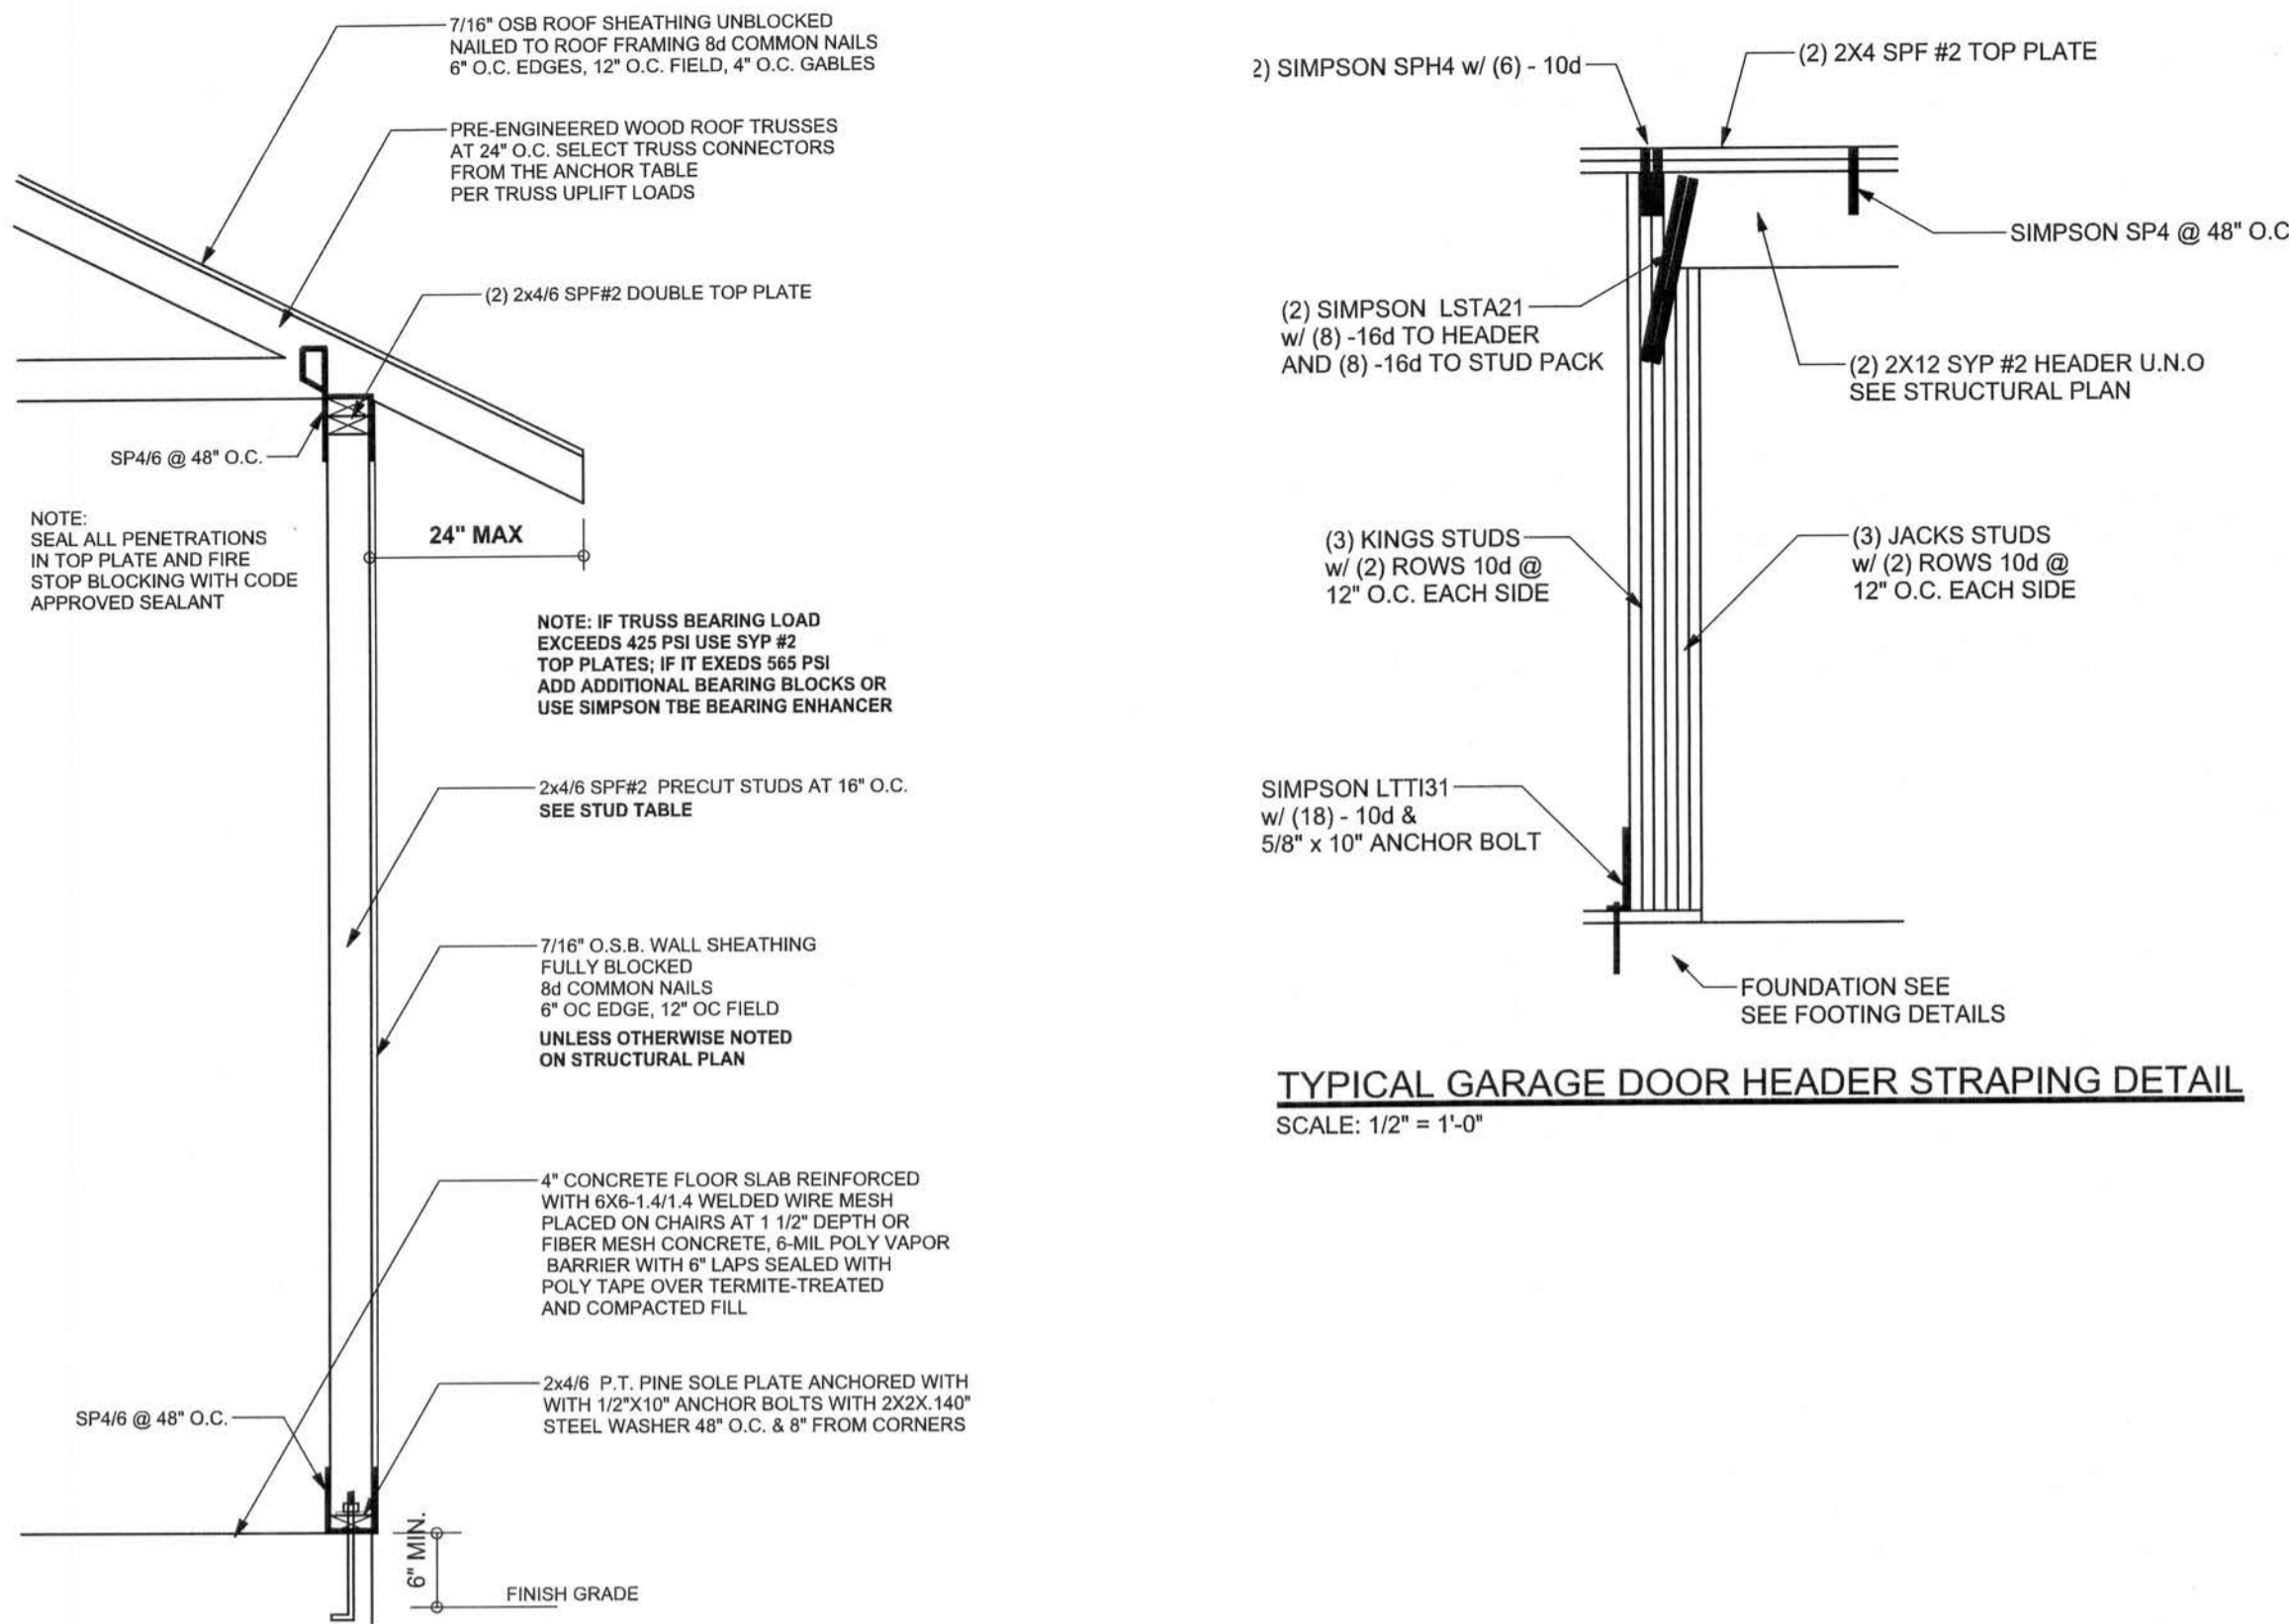 7/16" OSB ROOF SHEATHING UNBLOCKED
NAILED TO ROOF FRAMING 8d COMMON NAILS
6" O.C. EDGES, 12" O.C. FIELD, 4" O.C. GABLES
PRE-ENGINEERED WOOD ROOF TRUSSES
AT 24" O.C. SELECT TRUSS CONNECTORS
FROM THE ANCHOR TABLE
PER TRUSS UPLIFT LOADS
(2) 2x4/6 SPF#2 DOUBLE TOP PLATE
SP4/6 @ 48" O.C.
NOTE:
SEAL ALL PENETRATIONS
IN TOP PLATE AND FIRE
STOP BLOCKING WITH CODE
APPROVED SEALANT
24" MAX
NOTE: IF TRUSS BEARING LOAD
EXCEEDS 425 PSI USE SYP #2
TOP PLATES; IF IT EXEDS 565 PSI
ADD ADDITIONAL BEARING BLOCKS OR
USE SIMPSON TBE BEARING ENHANCER
2x4/6 SPF#2 PRECUT STUDS AT 16" O.C.
SEE STUD TABLE
7/16" O.S.B. WALL SHEATHING
FULLY BLOCKED
8d COMMON NAILS
6" OC EDGE, 12" OC FIELD
UNLESS OTHERWISE NOTED
ON STRUCTURAL PLAN
4" CONCRETE FLOOR SLAB REINFORCED
WITH 6X6-1.4/1.4 WELDED WIRE MESH
PLACED ON CHAIRS AT 1 1/2" DEPTH OR
FIBER MESH CONCRETE, 6-MIL POLY VAPOR
BARRIER WITH 6" LAPS SEALED WITH
POLY TAPE OVER TERMITE-TREATED
AND COMPACTED FILL
2x4/6 P.T. PINE SOLE PLATE ANCHORED WITH
WITH 1/2"X10" ANCHOR BOLTS WITH 2X2X.140"
STEEL WASHER 48" O.C. & 8" FROM CORNERS
SP4/6 @ 48" O.C.
6" MIN.
FINISH GRADE
2) SIMPSON SPH4 w/ (6) - 10d
(2) 2X4 SPF #2 TOP PLATE
SIMPSON SP4 @ 48" O.C
(2) SIMPSON LSTA21
w/ (8) -16d TO HEADER
AND (8) -16d TO STUD PACK
(2) 2X12 SYP #2 HEADER U.N.O
SEE STRUCTURAL PLAN
(3) KINGS STUDS
w/ (2) ROWS 10d @
12" O.C. EACH SIDE
(3) JACKS STUDS
w/ (2) ROWS 10d @
12" O.C. EACH SIDE
SIMPSON LTTI31
w/ (18) - 10d &
5/8" x 10" ANCHOR BOLT
FOUNDATION SEE
SEE FOOTING DETAILS
TYPICAL GARAGE DOOR HEADER STRAPING DETAIL
SCALE: 1/2" = 1'-0"